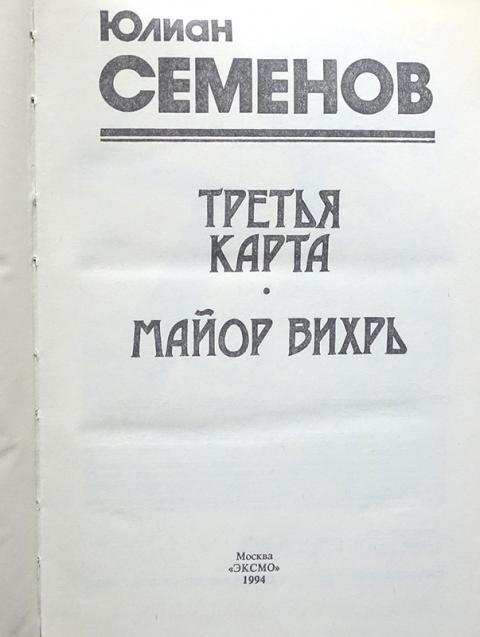 Юлиан
СЕМЕНОВ
ТРЕТЬЯ
КАРТА
•
МАЙОР ВИХРЬ
Москва
«ЭКСМО»
1994